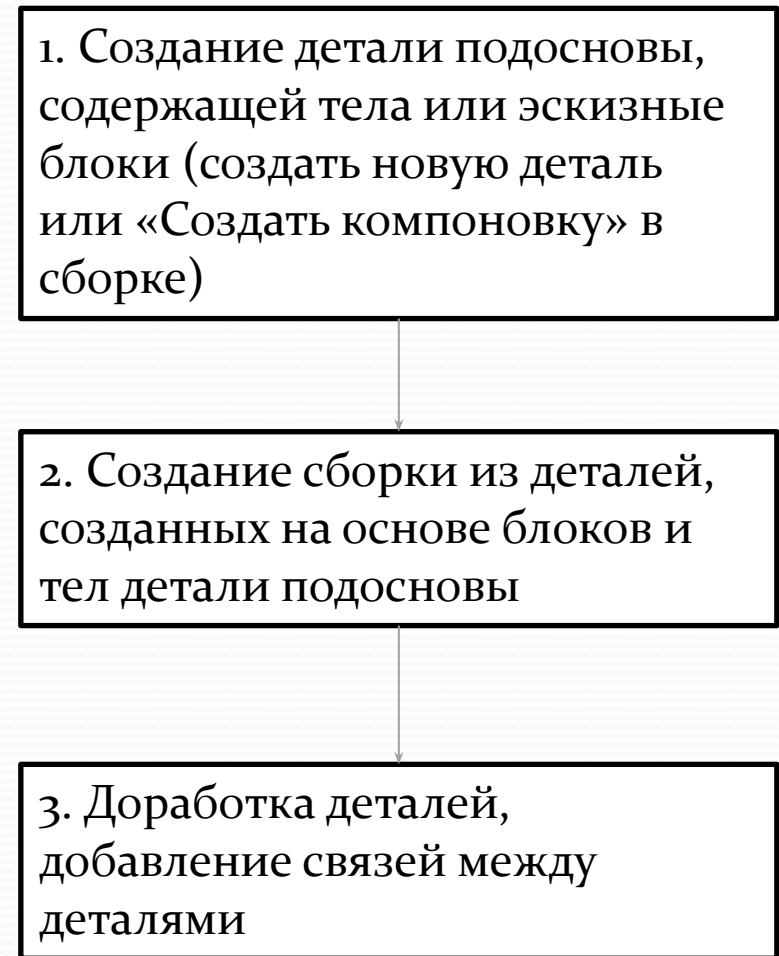 1. Создание детали подосновы,
содержащей тела или эскизные
блоки (создать новую деталь
или «Создать компоновку» в
сборке)
2. Создание сборки из деталей,
созданных на основе блоков и
тел детали подосновы
3. Доработка деталей,
добавление связей между
деталями